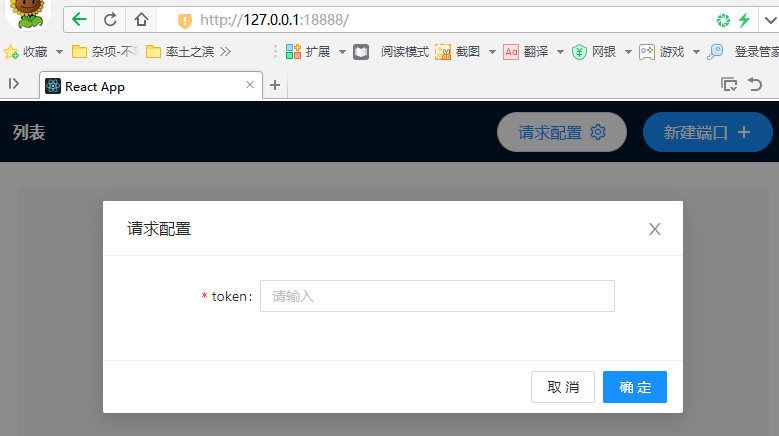 http://127.0.0.1:18888/
收藏 杂项-不 率土之滨 扩展 阅读模式 截图 Aa 翻译 网银 游戏 登录管家
React App
列表 请求配置 新建端口
请求配置
* token: 请输入
取 消 确 定